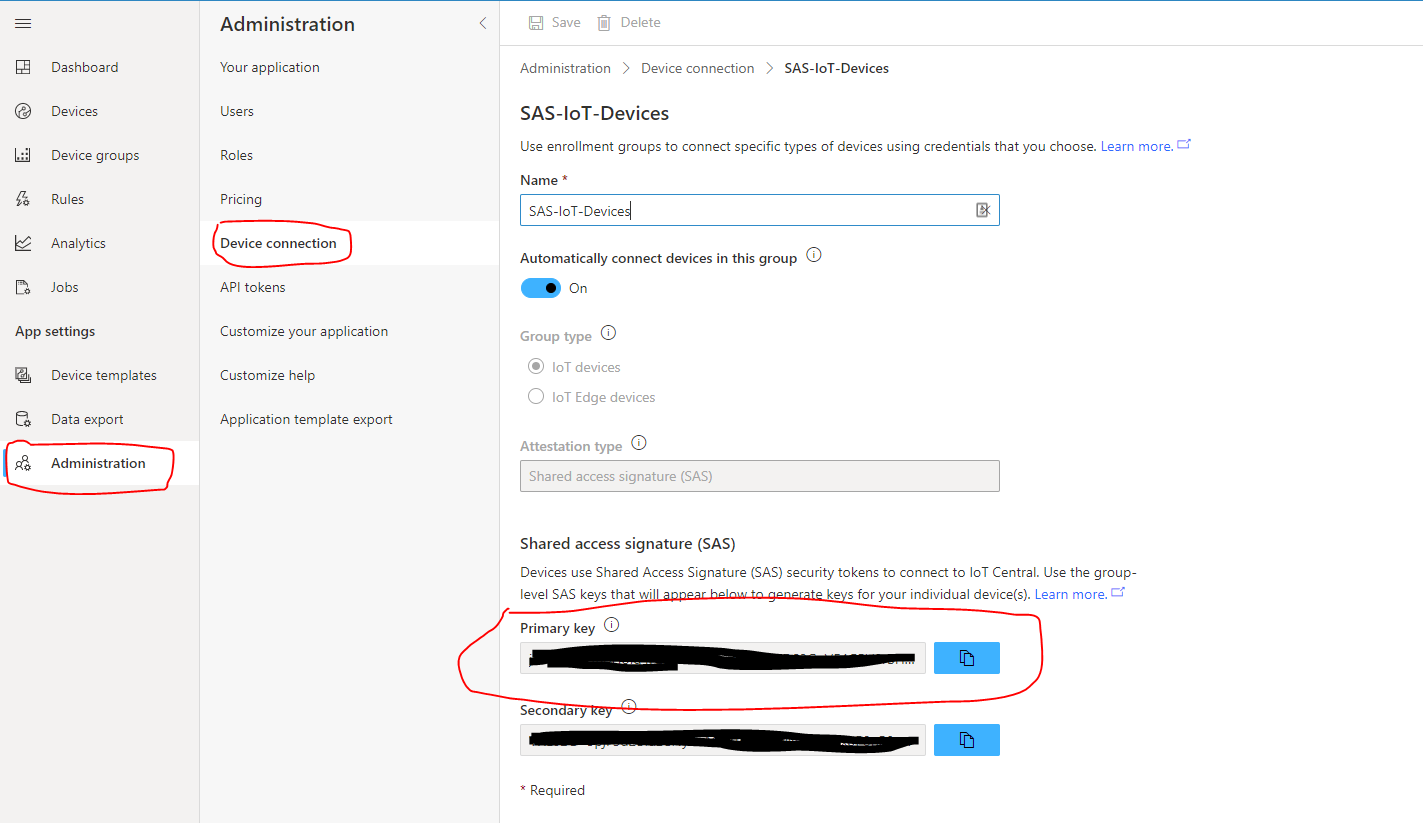 Administration
Save
Delete
Dashboard
Devices
Device groups
Rules
Analytics
Jobs
App settings
Device templates
Data export
Administration
Your application
Users
Roles
Pricing
Device connection
API tokens
Customize your application
Customize help
Application template export
Administration > Device connection > SAS-IoT-Devices
SAS-IoT-Devices
Use enrollment groups to connect specific types of devices using credentials that you choose. Learn more.
Name *
SAS-IoT-Devices
Automatically connect devices in this group
On
Group type
IoT devices
IoT Edge devices
Attestation type
Shared access signature (SAS)
Shared access signature (SAS)
Devices use Shared Access Signature (SAS) security tokens to connect to IoT Central. Use the group-
level SAS keys that will appear below to generate keys for your individual device(s). Learn more.
Primary key
Secondary key
* Required